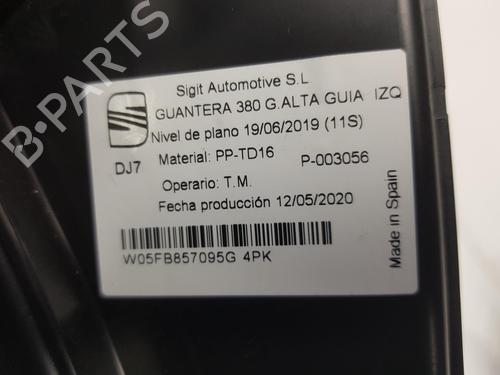 B-PARTS
Sigit Automotive S.L
GUANTERA 380 G.ALTA GUIA IZQ
Nivel de plano 19/06/2019 (11S)
DJ7
Material: PP-TD16
P-003056
Operario: T.M.
Fecha producción 12/05/2020
W05FB857095G 4PK
Made in Spain